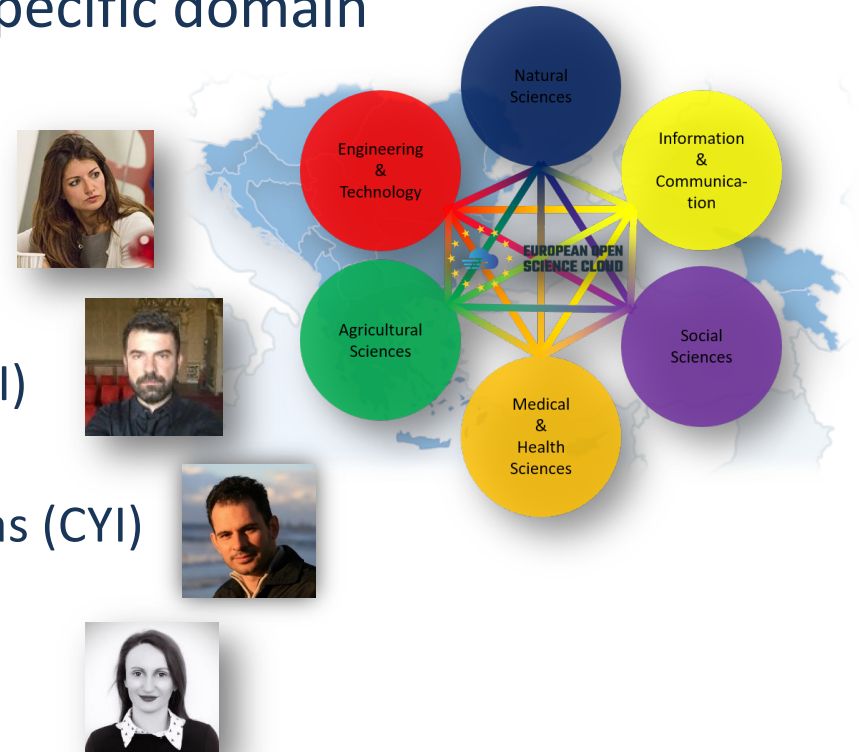 pecific domain
Natural
Sciences
Engineering
&
Technology
Information
&
Communica-
tion
EUROPEAN OPEN
SCIENCE CLOUD
Agricultural
Sciences
Social
Sciences
I)
Medical
&
Health
Sciences
s (CYI)